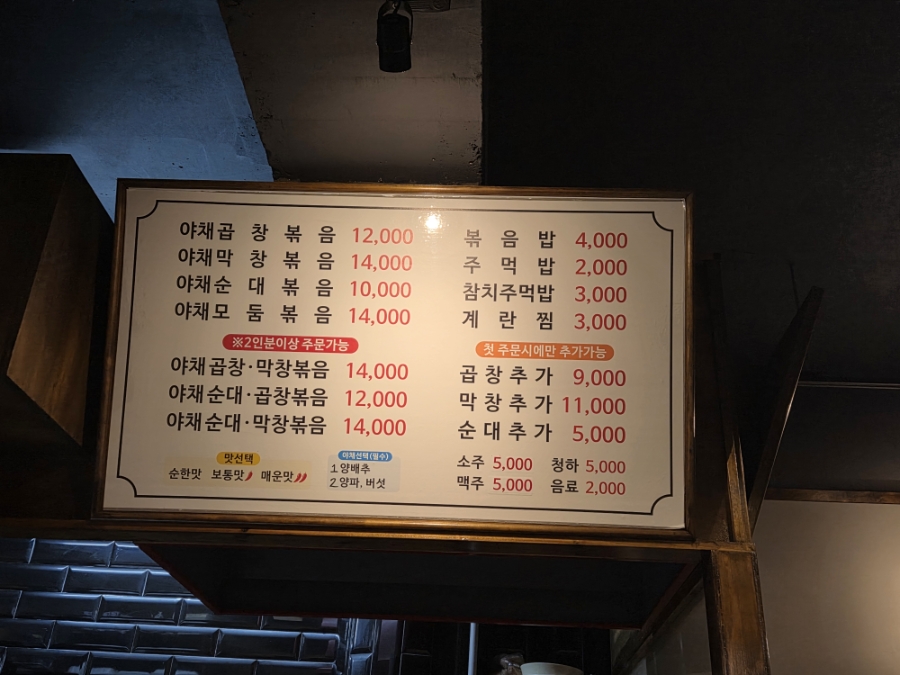 야채곱창볶음 12,000
야채막창볶음 14,000
야채순대볶음 10,000
야채모둠볶음 14,000
※2인분이상 주문가능
야채곱창·막창볶음 14,000
야채순대·곱창볶음 12,000
야채순대·막창볶음 14,000
맛선택
순한맛 보통맛 매운맛
야채선택(필수)
1양배추
2양파, 버섯
볶음밥 4,000
주먹밥 2,000
참치주먹밥 3,000
계란찜 3,000
첫 주문시에만 추가가능
곱창추가 9,000
막창추가 11,000
순대추가 5,000
소주 5,000 청하 5,000
맥주 5,000 음료 2,000